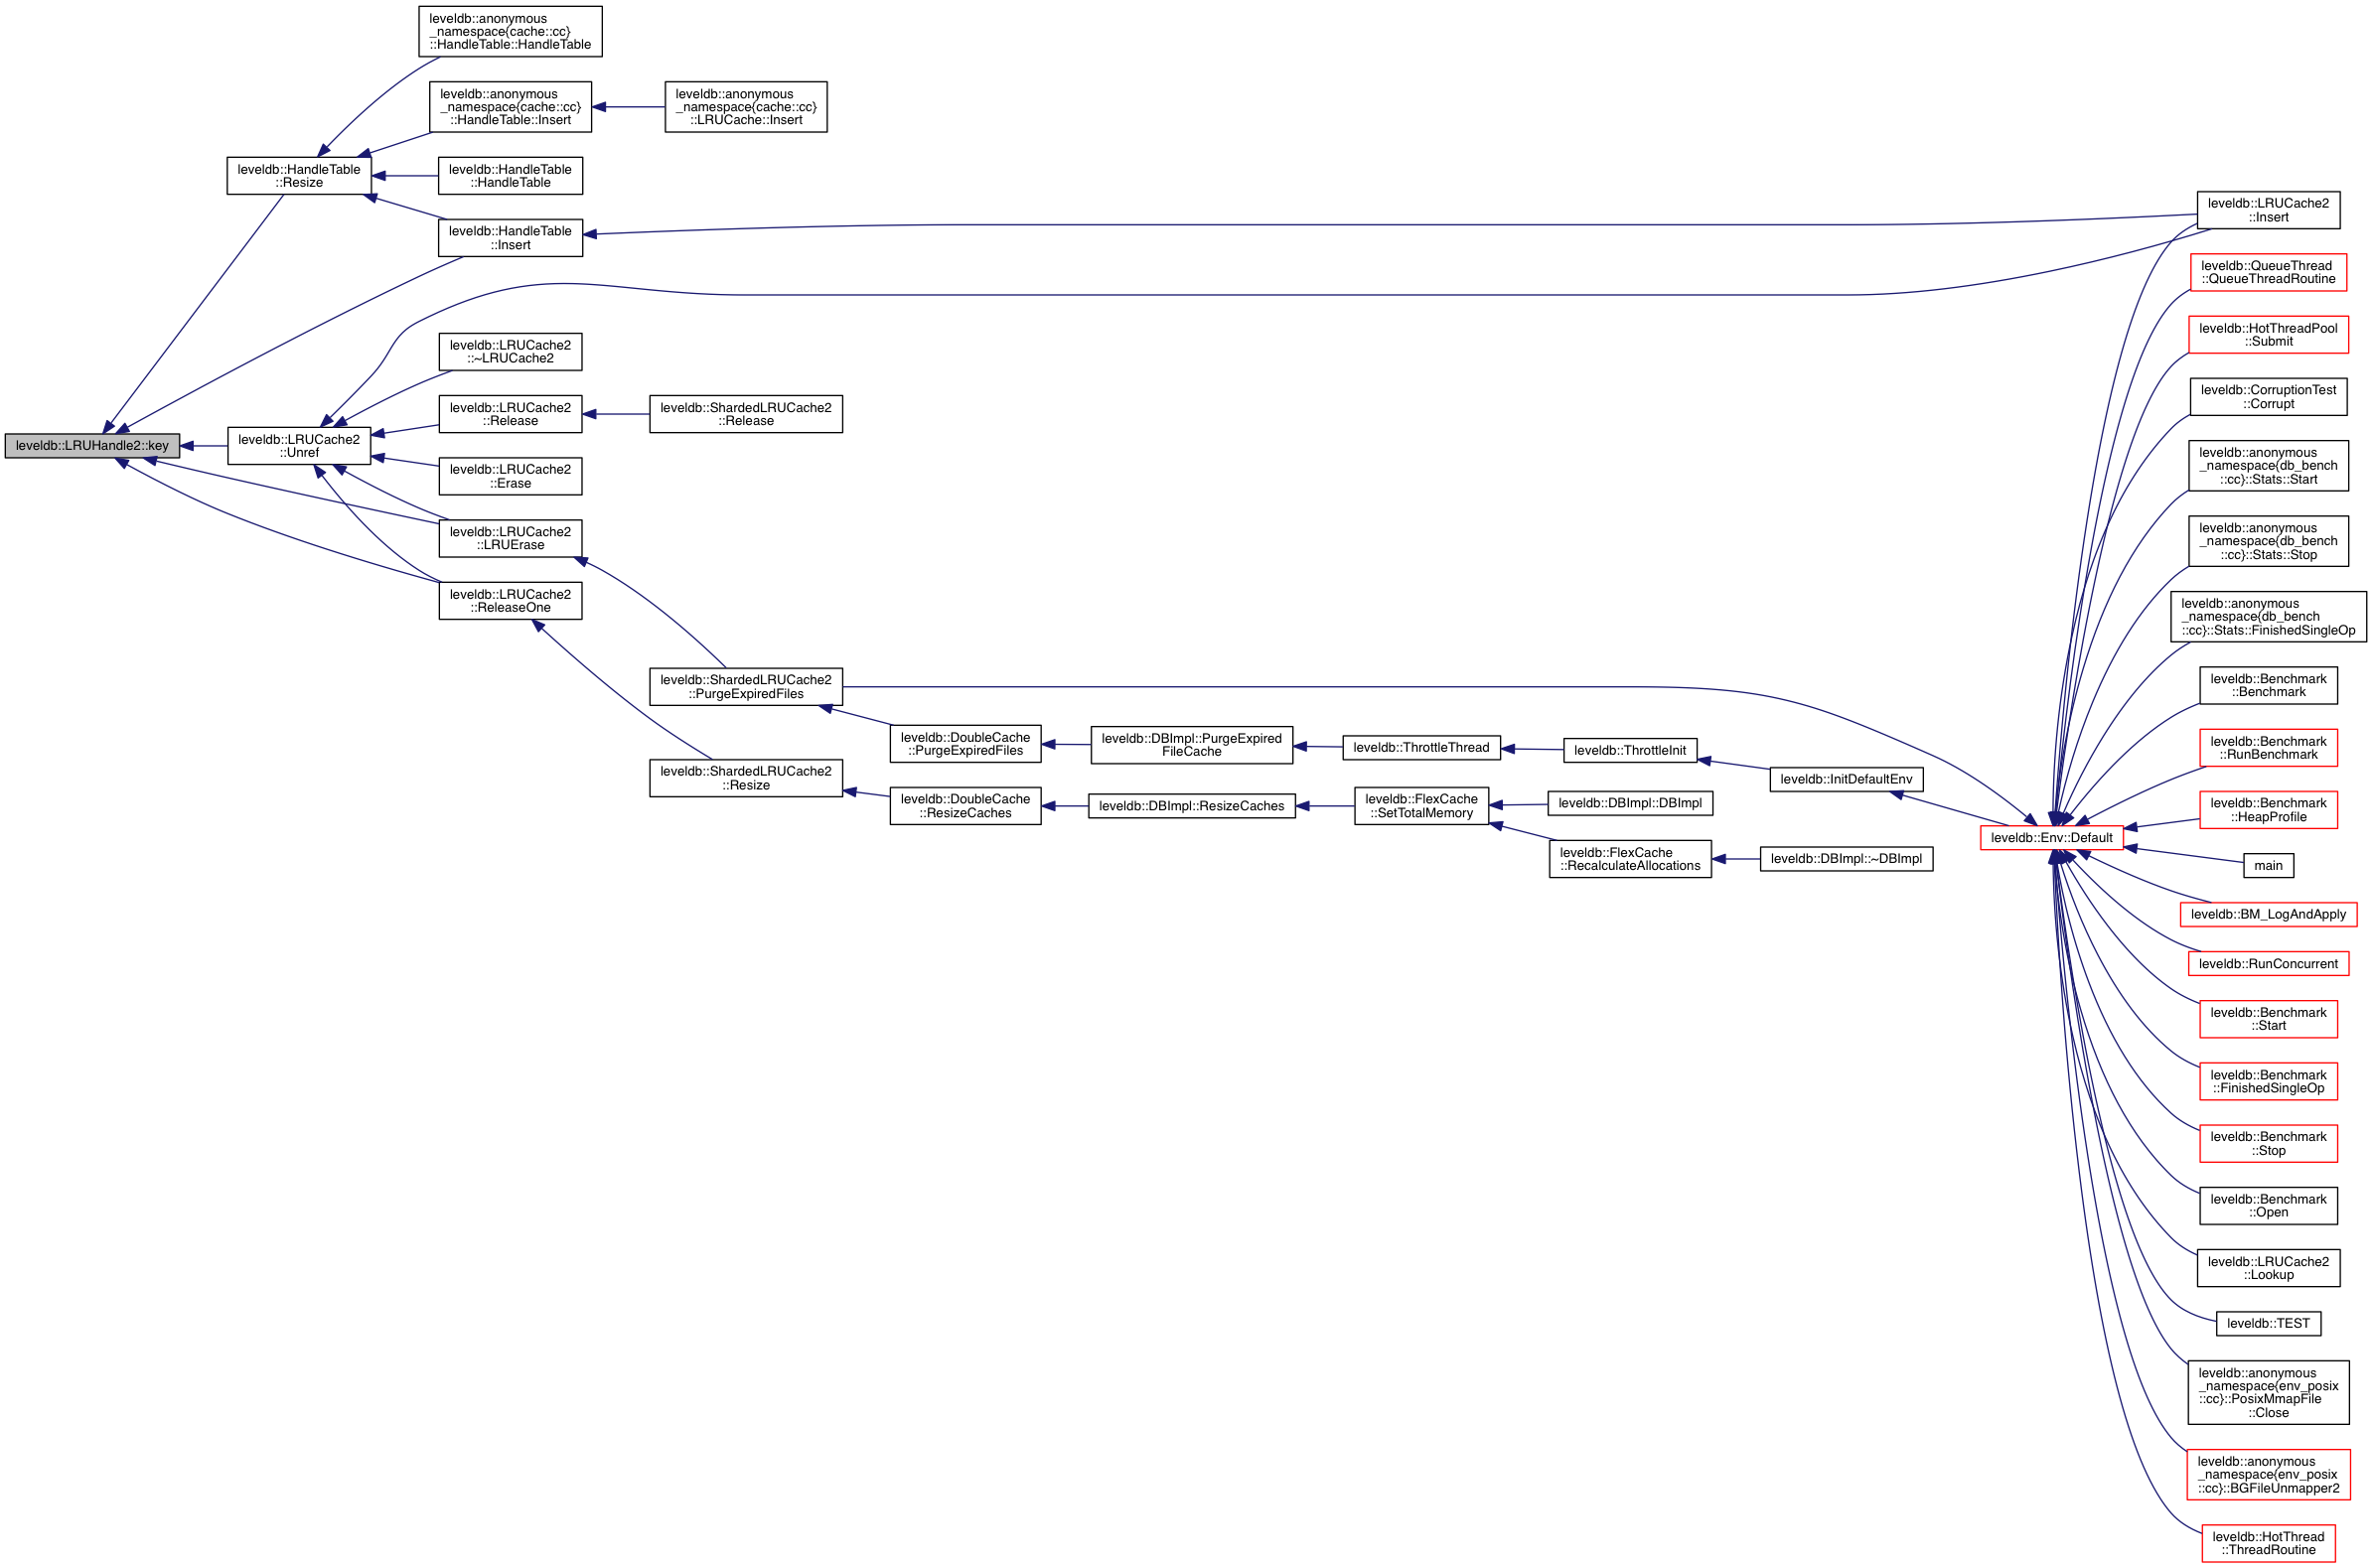 leveldb::anonymous
_namespace{cache::cc}
::HandleTable::HandleTable
leveldb::anonymous
_namespace{cache::cc}
::HandleTable::Insert
leveldb::anonymous
_namespace{cache::cc}
::LRUCache::Insert
leveldb::HandleTable
::Resize
leveldb::HandleTable
::HandleTable
leveldb::HandleTable
::Insert
leveldb::LRUCache2
::Insert
leveldb::QueueThread
::QueueThreadRoutine
leveldb::HotThreadPool
::Submit
leveldb::LRUCache2
::~LRUCache2
leveldb::CorruptionTest
::Corrupt
leveldb::LRUCache2
::Release
leveldb::ShardedLRUCache2
::Release
leveldb::LRUHandle2::key
leveldb::LRUCache2
::Unref
leveldb::anonymous
_namespace{db_bench
::cc}::Stats::Start
leveldb::LRUCache2
::Erase
leveldb::LRUCache2
::LRUErase
leveldb::anonymous
_namespace{db_bench
::cc}::Stats::Stop
leveldb::LRUCache2
::ReleaseOne
leveldb::anonymous
_namespace{db_bench
::cc}::Stats::FinishedSingleOp
leveldb::ShardedLRUCache2
::PurgeExpiredFiles
leveldb::Benchmark
::Benchmark
leveldb::DoubleCache
::PurgeExpiredFiles
leveldb::DBImpl::PurgeExpired
FileCache
leveldb::ThrottleThread
leveldb::ThrottleInit
leveldb::InitDefaultEnv
leveldb::Benchmark
::RunBenchmark
leveldb::ShardedLRUCache2
::Resize
leveldb::DoubleCache
::ResizeCaches
leveldb::DBImpl::ResizeCaches
leveldb::FlexCache
::SetTotalMemory
leveldb::DBImpl::DBImpl
leveldb::Benchmark
::HeapProfile
leveldb::Env::Default
leveldb::FlexCache
::RecalculateAllocations
leveldb::DBImpl::~DBImpl
main
leveldb::BM_LogAndApply
leveldb::RunConcurrent
leveldb::Benchmark
::Start
leveldb::Benchmark
::FinishedSingleOp
leveldb::Benchmark
::Stop
leveldb::Benchmark
::Open
leveldb::LRUCache2
::Lookup
leveldb::TEST
leveldb::anonymous
_namespace{env_posix
::cc}::PosixMmapFile
::Close
leveldb::anonymous
_namespace{env_posix
::cc}::BGFileUnmapper2
leveldb::HotThread
::ThreadRoutine